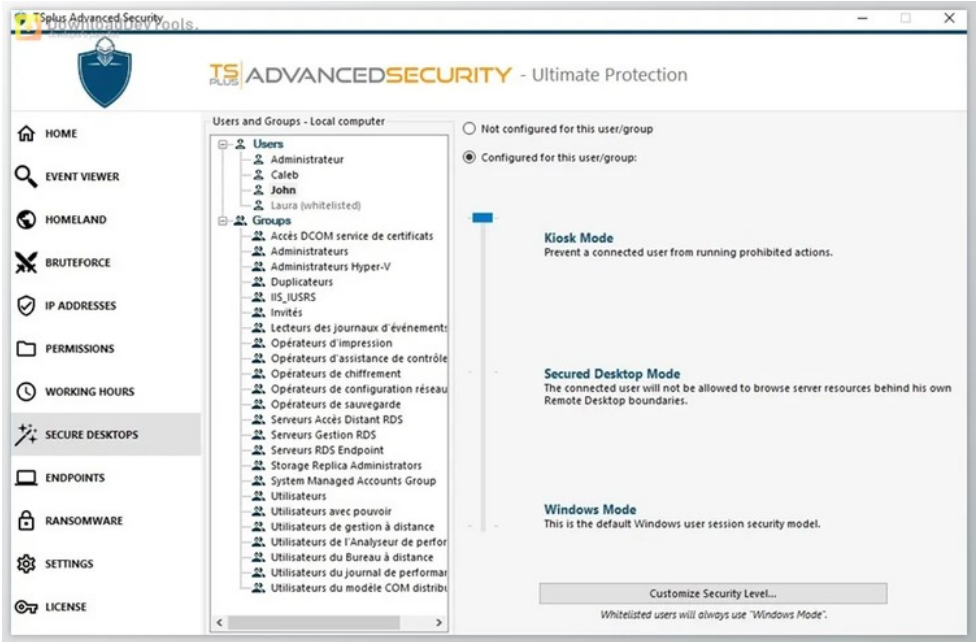 TSplus Advanced Security
DownloadDevTools.
TS PLUS ADVANCEDSECURITY - Ultimate Protection
HOME
EVENT VIEWER
HOMELAND
BRUTEFORCE
IP ADDRESSES
PERMISSIONS
WORKING HOURS
SECURE DESKTOPS
ENDPOINTS
RANSOMWARE
SETTINGS
LICENSE
Users and Groups - Local computer
Users
Administrateur
Caleb
John
Laura (whitelisted)
Groups
Accès DCOM service de certificats
Administrateurs
Administrateurs Hyper-V
Duplicateurs
IIS_IUSRS
Invités
Lecteurs des journaux d'événements
Opérateurs d'impression
Opérateurs d'assistance de contrôle
Opérateurs de chiffrement
Opérateurs de configuration réseau
Opérateurs de sauvegarde
Serveurs Accès Distant RDS
Serveurs Gestion RDS
Serveurs RDS Endpoint
Storage Replica Administrators
System Managed Accounts Group
Utilisateurs
Utilisateurs avec pouvoir
Utilisateurs de gestion à distance
Utilisateurs de l'Analyseur de perfor
Utilisateurs du Bureau à distance
Utilisateurs du journal de performar
Utilisateurs du modèle COM distribu
Not configured for this user/group
Configured for this user/group:
Kiosk Mode
Prevent a connected user from running prohibited actions.
Secured Desktop Mode
The connected user will not be allowed to browse server resources behind his own
Remote Desktop boundaries.
Windows Mode
This is the default Windows user session security model.
Customize Security Level...
Whitelisted users will always use "Windows Mode".